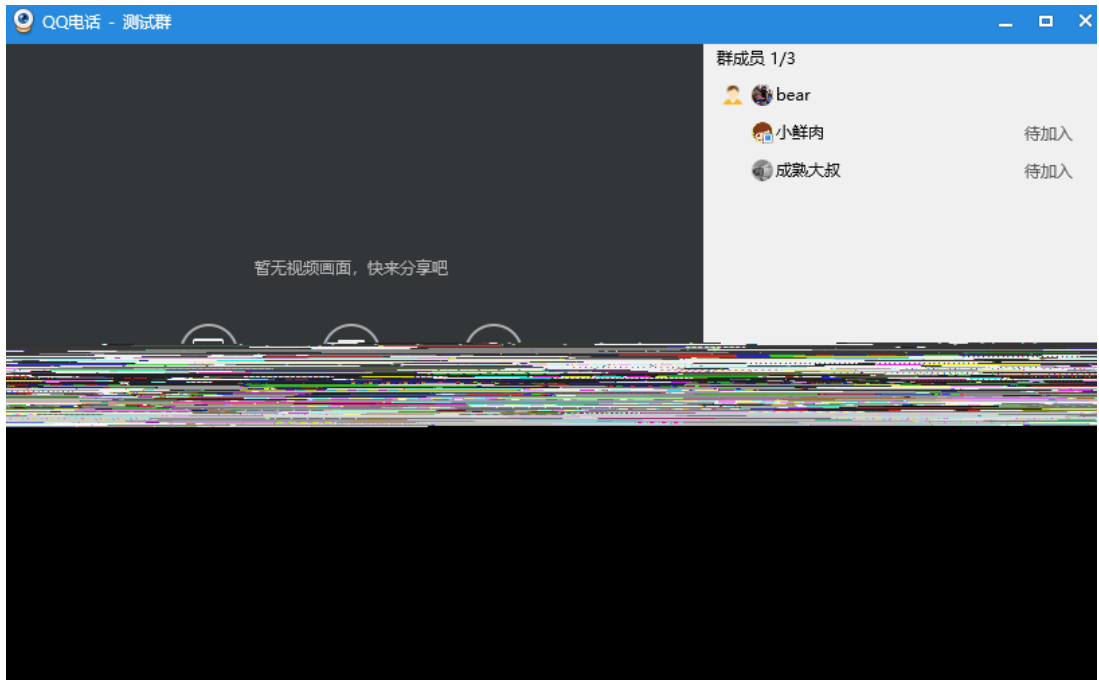 QQ电话 - 测试群
群成员 1/3
bear
小鲜肉 待加入
成熟大叔 待加入
暂无视频画面，快来分享吧